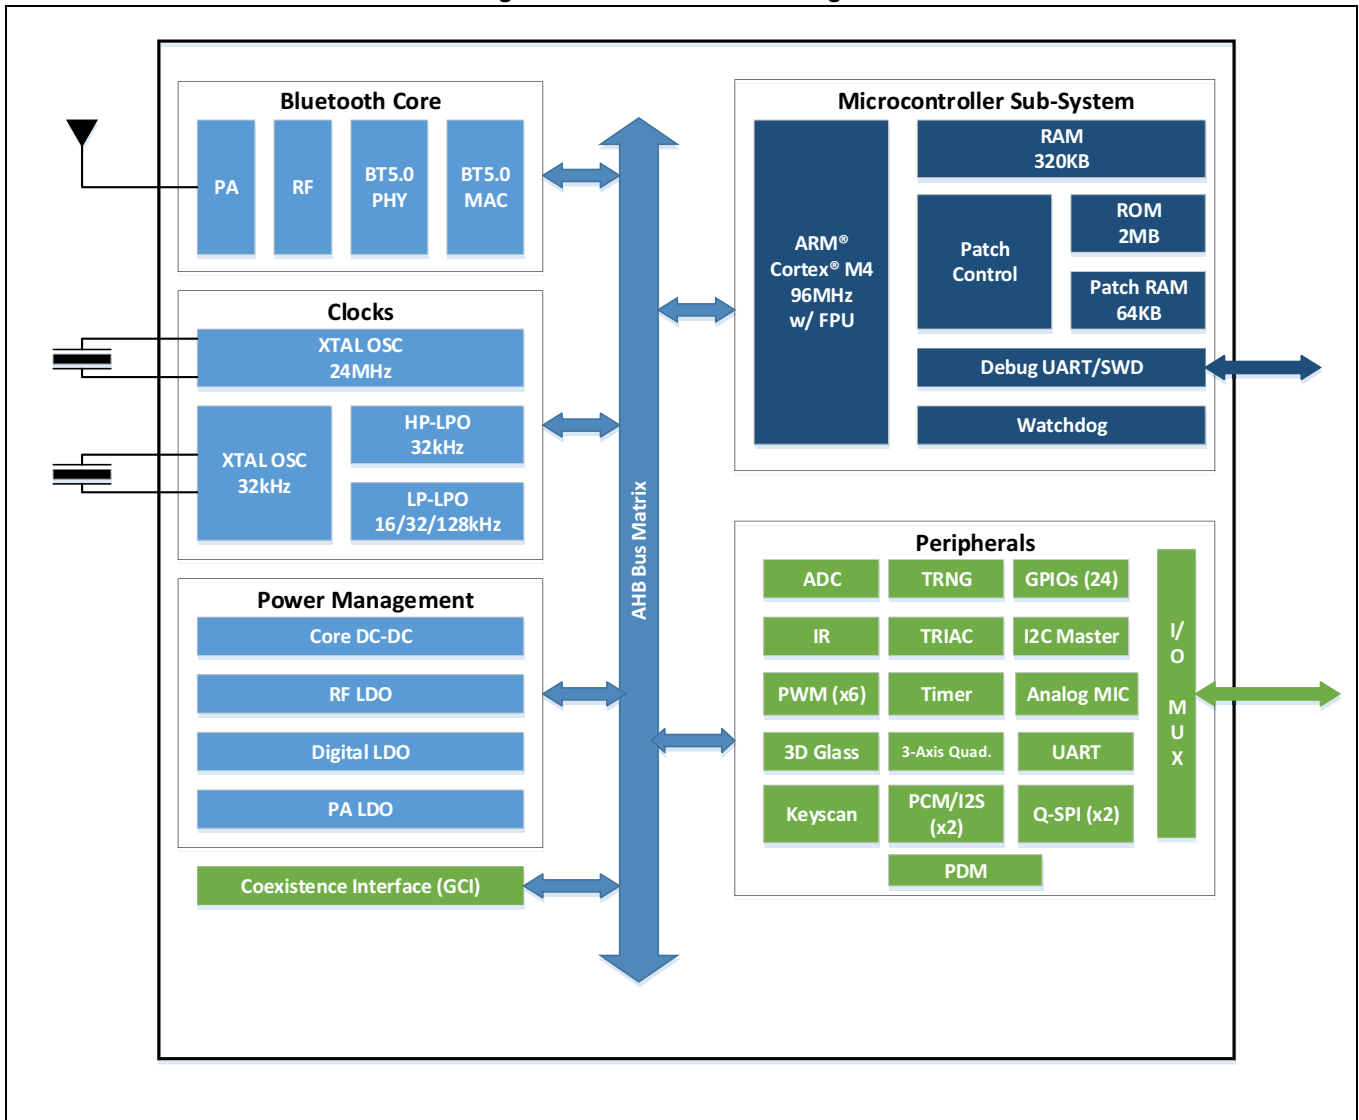 Bluetooth Core
PA
RF
BT5.0
PHY
BT5.0
MAC
Clocks
XTAL OSC
24MHz
XTAL OSC
32kHz
HP-LPO
32kHz
LP-LPO
16/32/128kHz
Power Management
Core DC-DC
RF LDO
Digital LDO
PA LDO
Coexistence Interface (GCI)
AHB Bus Matrix
Microcontroller Sub-System
ARM®
Cortex® M4
96MHz
w/ FPU
RAM
320KB
Patch
Control
ROM
2MB
Patch RAM
64KB
Debug UART/SWD
Watchdog
Peripherals
ADC
TRNG
GPIOs (24)
IR
TRIAC
I2C Master
PWM (x6)
Timer
Analog MIC
3D Glass
3-Axis Quad.
UART
Keyscan
PCM/I2S
(x2)
Q-SPI (x2)
PDM
I/
O
M
U
X